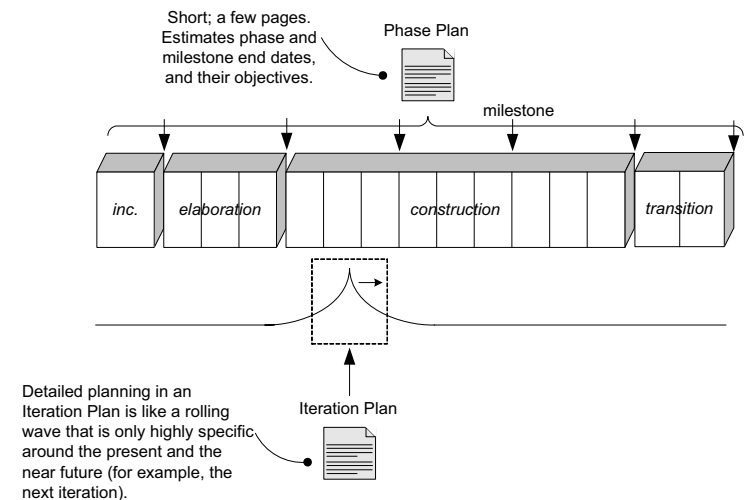 Short; a few pages.
Estimates phase and
milestone end dates,
and their objectives.
Phase Plan
milestone
inc.
elaboration
construction
transition
Detailed planning in an
Iteration Plan is like a rolling
wave that is only highly specific
around the present and the
near future (for example, the
next iteration).
Iteration Plan